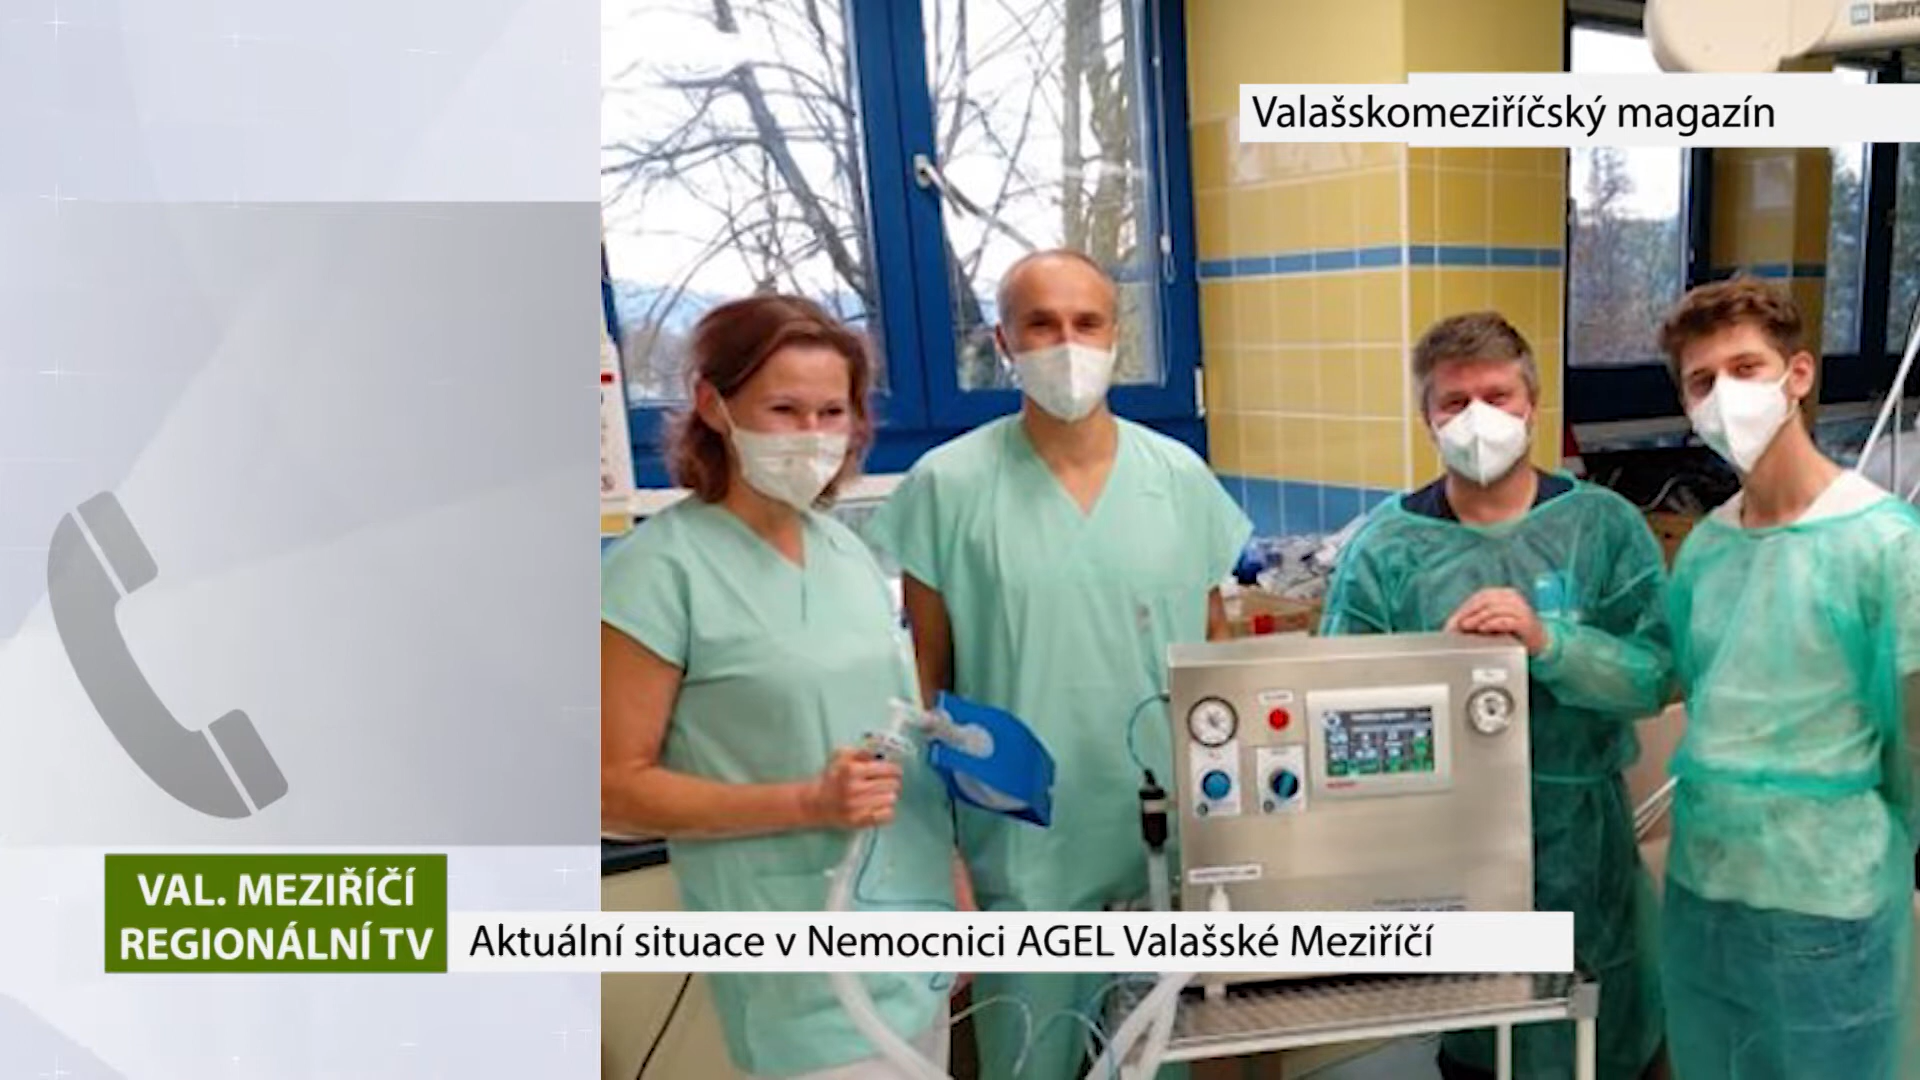 Valašskomeziříčský magazín
VAL. MEZIŘÍČÍ
REGIONÁLNÍ TV
Aktuální situace v Nemocnici AGEL Valašské Meziříčí